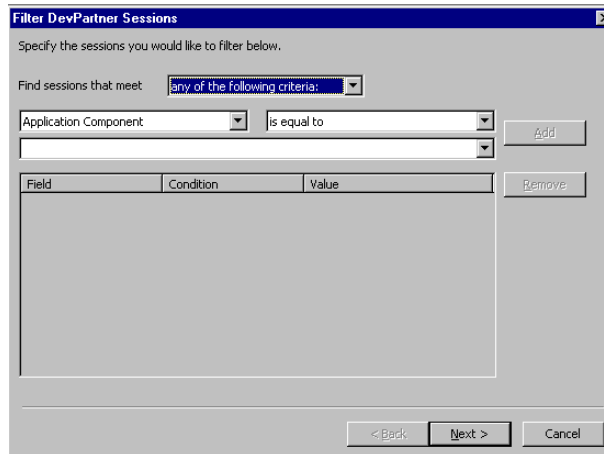 Filter DevPartner Sessions
Specify the sessions you would like to filter below.
Find sessions that meet any of the following criteria:
Application Component is equal to
Add
Field Condition Value
Remove
< Back Next > Cancel